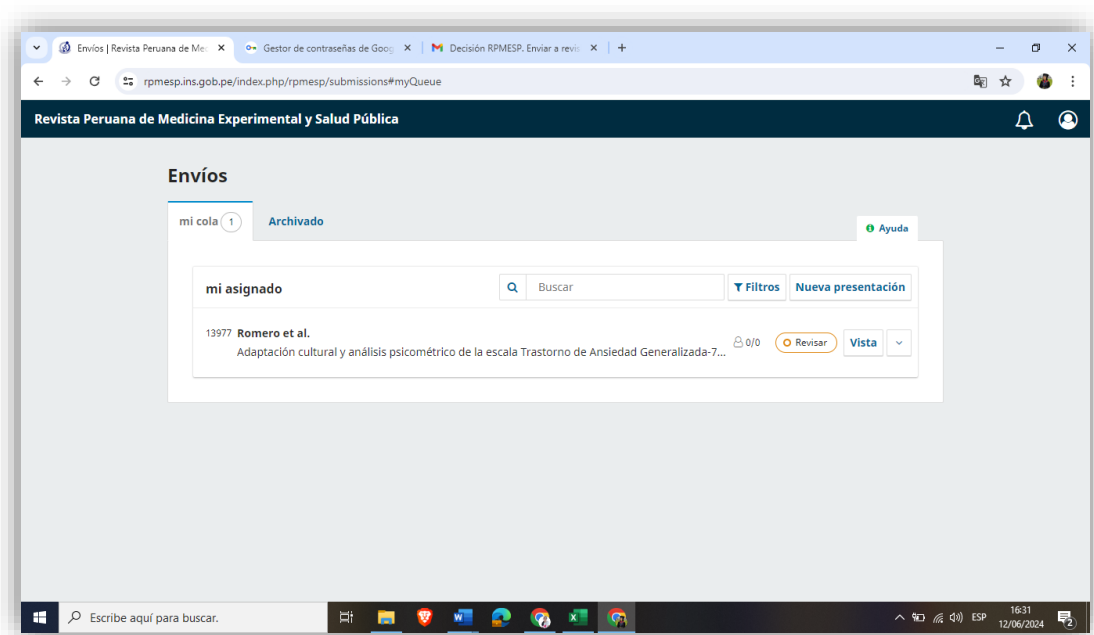 Envíos | Revista Peruana de Me
Gestor de contraseñas de Goog
Decisión RPMESP. Enviar a revis
rpmesp.ins.gob.pe/index.php/rpmesp/submissions#myQueue
Revista Peruana de Medicina Experimental y Salud Pública
Envíos
mi cola 1 Archivado
Ayuda
mi asignado Buscar Filtros Nueva presentación
13977 Romero et al.
Adaptación cultural y análisis psicométrico de la escala Trastorno de Ansiedad Generalizada-7... 0/0 Revisar Vista
Escribe aquí para buscar.
ESP
16:31
12/06/2024
2